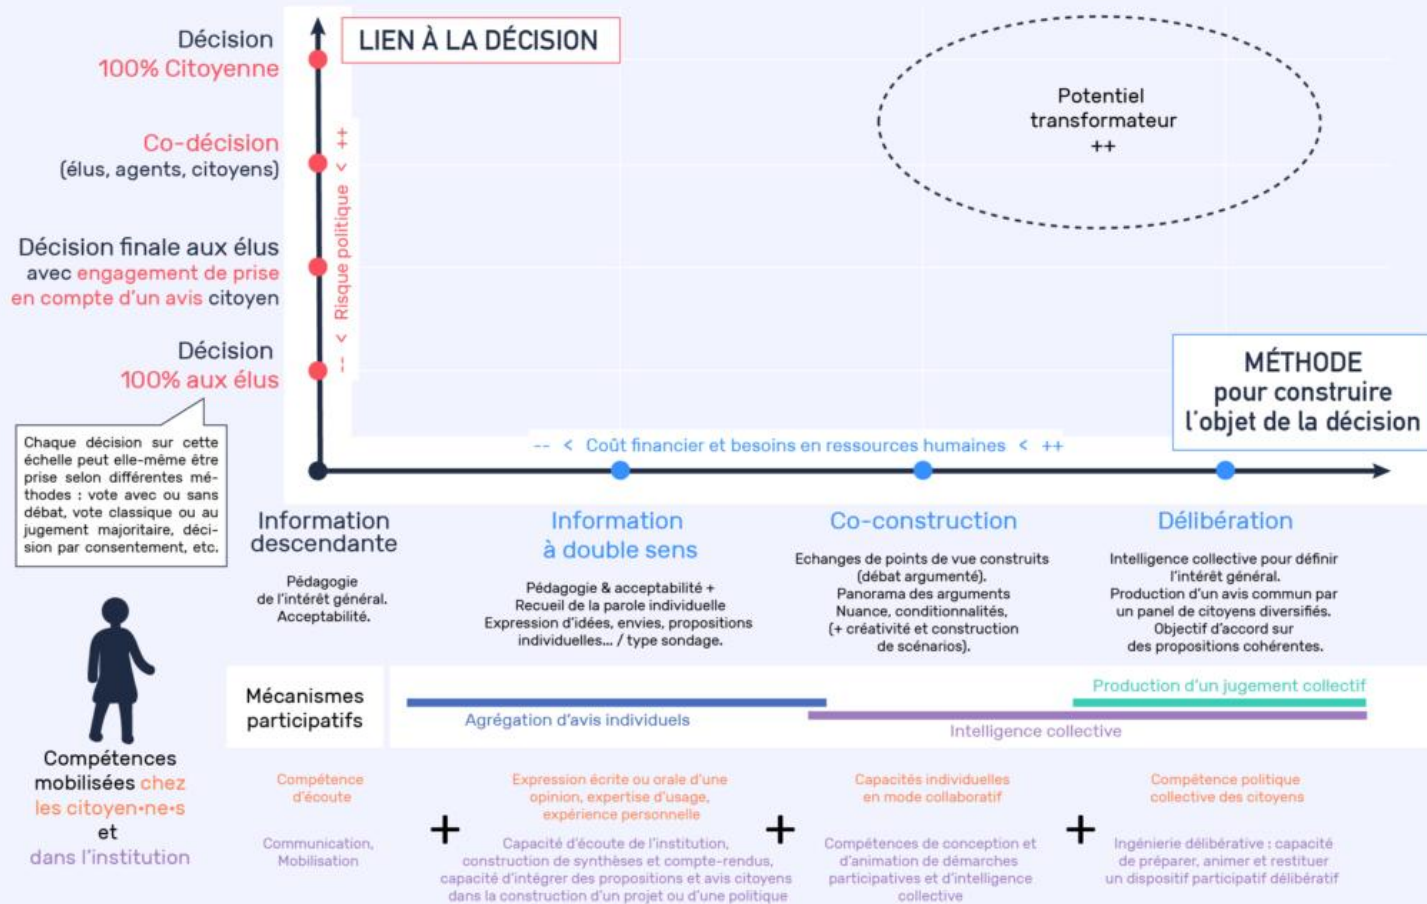 LIEN À LA DÉCISION
Décision
100% Citoyenne
Co-décision
(élus, agents, citoyens)
Décision finale aux élus
avec engagement de prise
en compte d'un avis citoyen
Décision
100% aux élus
-- < Risque politique < ++
Potentiel
transformateur
++
Chaque décision sur cette
échelle peut elle-même être
prise selon différentes mé-
thodes : vote avec ou sans
débat, vote classique ou au
jugement majoritaire, déci-
sion par consentement, etc.
MÉTHODE
pour construire
l'objet de la décision
-- < Coût financier et besoins en ressources humaines < ++
Information
descendante
Pédagogie
de l'intérêt général.
Acceptabilité.
Information
à double sens
Pédagogie & acceptabilité +
Recueil de la parole individuelle
Expression d'idées, envies, propositions
individuelles... / type sondage.
Co-construction
Echanges de points de vue construits
(débat argumenté).
Panorama des arguments
Nuance, conditionnalités,
(+ créativité et construction
de scénarios).
Délibération
Intelligence collective pour définir
l'intérêt général.
Production d'un avis commun par
un panel de citoyens diversifiés.
Objectif d'accord sur
des propositions cohérentes.
Mécanismes
participatifs
Agrégation d'avis individuels
Production d'un jugement collectif
Intelligence collective
Compétences
mobilisées chez
les citoyen•ne•s
et
dans l'institution
Compétence
d'écoute
Communication,
Mobilisation
+
Expression écrite ou orale d'une
opinion, expertise d'usage,
expérience personnelle
Capacité d'écoute de l'institution,
construction de synthèses et compte-rendus,
capacité d'intégrer des propositions et avis citoyens
dans la construction d'un projet ou d'une politique
+
Capacités individuelles
en mode collaboratif
Compétences de conception et
d'animation de démarches
participatives et d'intelligence
collective
+
Compétence politique
collective des citoyens
Ingénierie délibérative : capacité
de préparer, animer et restituer
un dispositif participatif délibératif